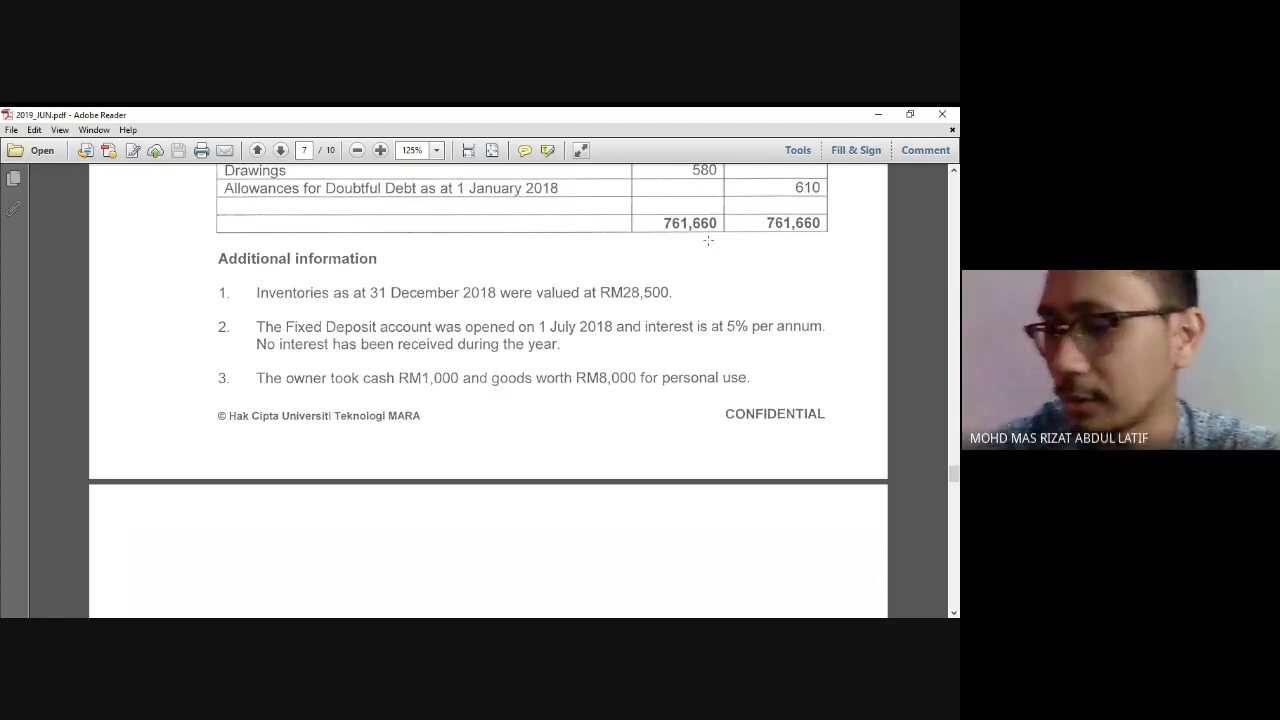 2019_JUN.pdf - Adobe Reader
File Edit View Window Help
Open 7 / 10 125% Tools Fill & Sign Comment
Drawings 580
Allowances for Doubtful Debt as at 1 January 2018 610
761,660 761,660
Additional information
1. Inventories as at 31 December 2018 were valued at RM28,500.
2. The Fixed Deposit account was opened on 1 July 2018 and interest is at 5% per annum.
No interest has been received during the year.
3. The owner took cash RM1,000 and goods worth RM8,000 for personal use.
© Hak Cipta Universiti Teknologi MARA CONFIDENTIAL
MOHD MAS RIZAT ABDUL LATIF